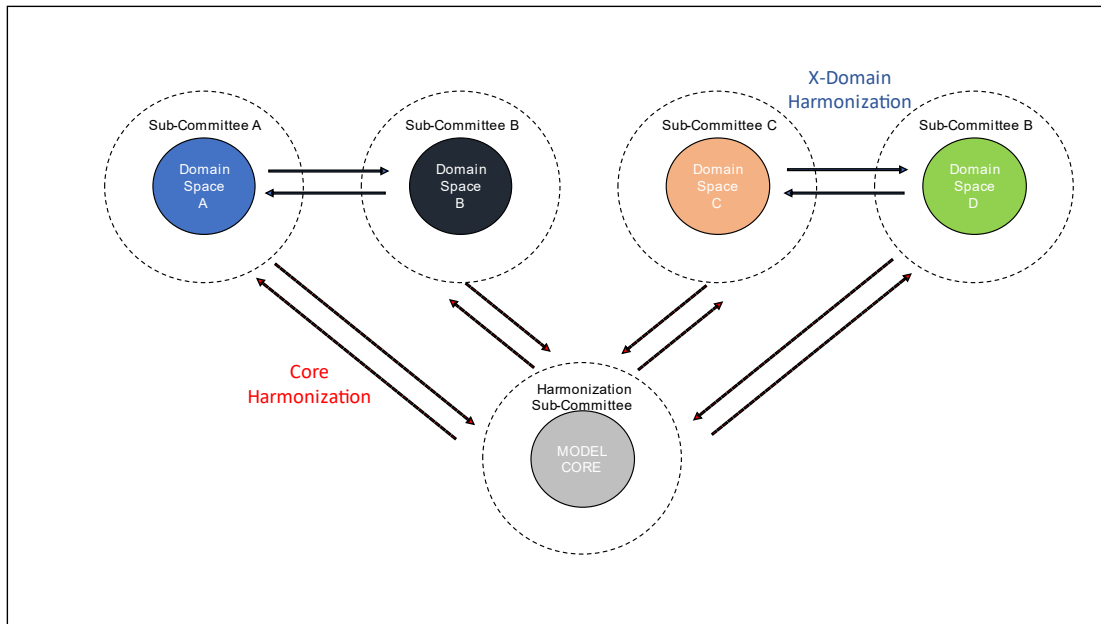 X-Domain
Harmonization
Sub-Committee A
Sub-Committee B
Sub-Committee C
Sub-Committee B
Domain
Space
A
Domain
Space
B
Domain
Space
C
Domain
Space
D
Core
Harmonization
Harmonization
Sub-Committee
MODEL
CORE